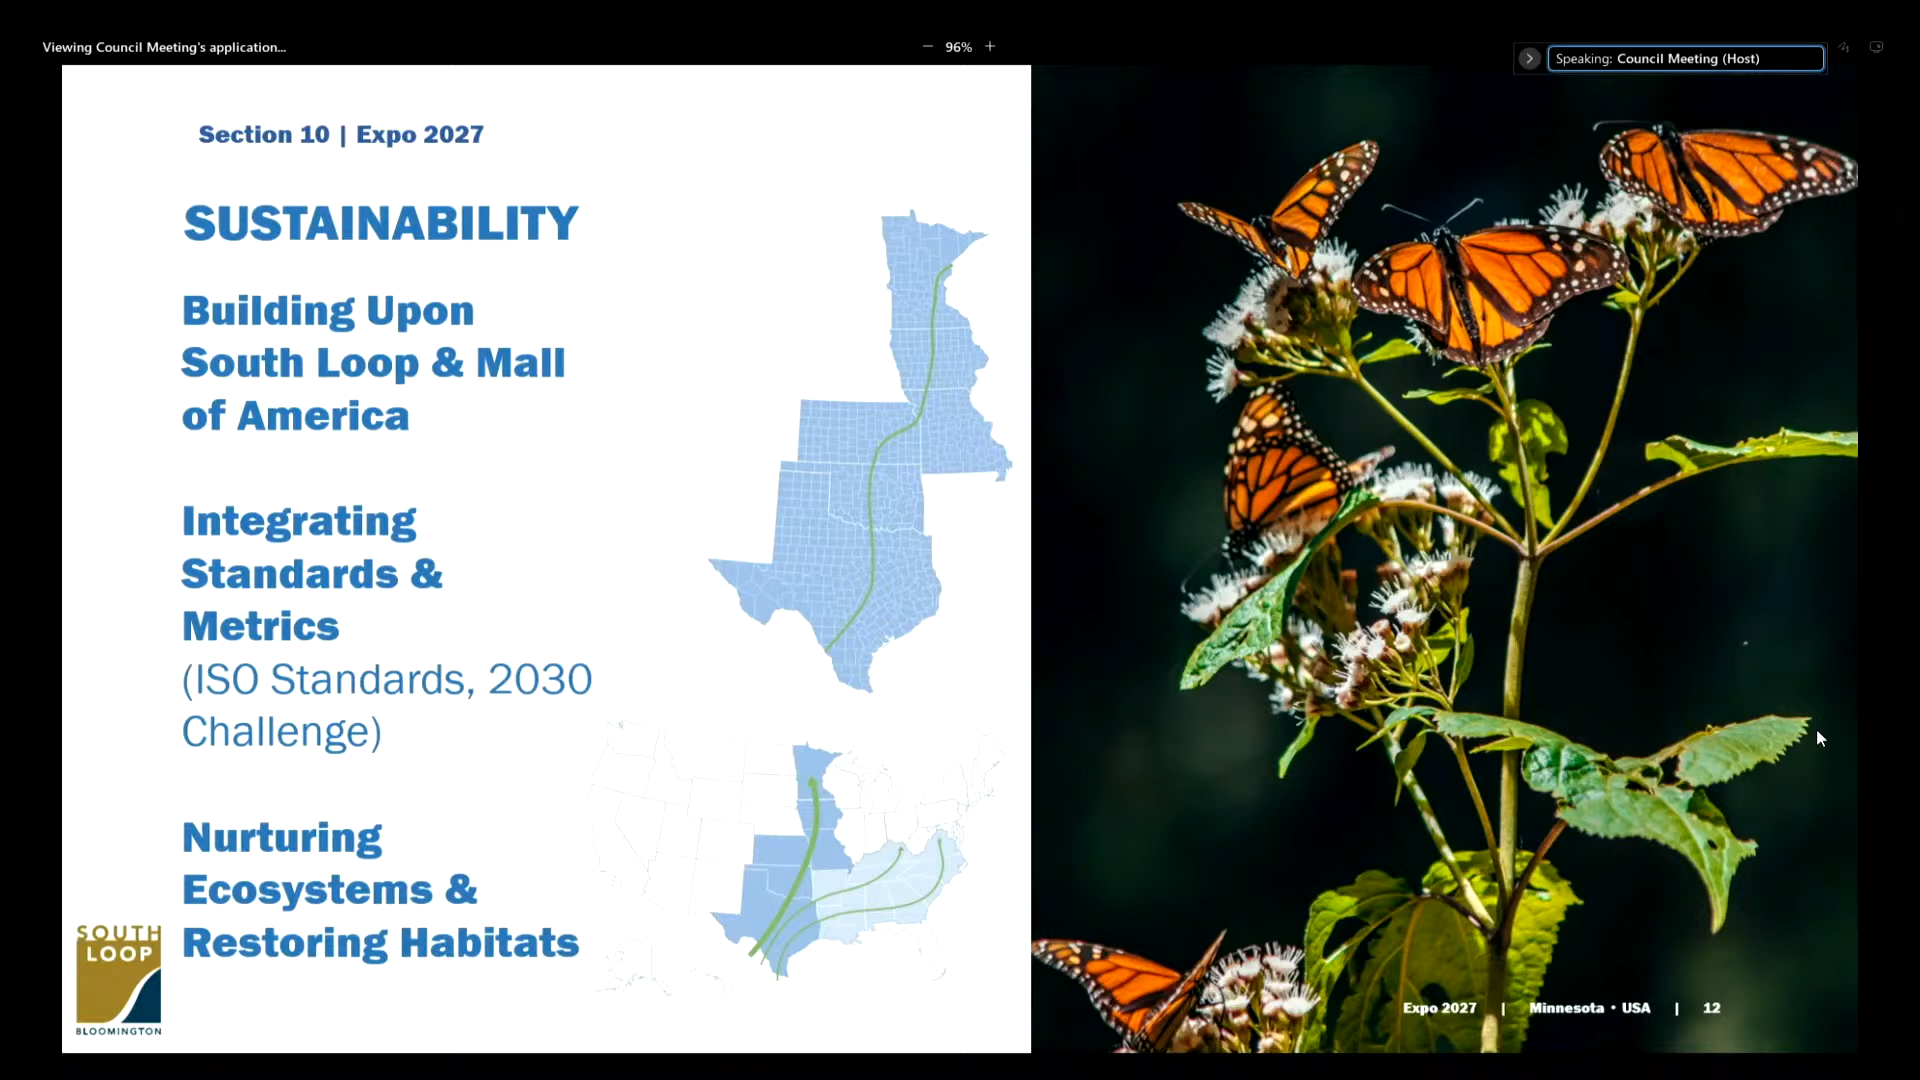 Viewing Council Meeting's application...
96%
Speaking: Council Meeting (Host)
Section 10 | Expo 2027
SUSTAINABILITY
Building Upon
South Loop & Mall
of America
Integrating
Standards &
Metrics
(ISO Standards, 2030
Challenge)
Nurturing
Ecosystems &
Restoring Habitats
SOUTH
LOOP
BLOOMINGTON
Expo 2027 | Minnesota • USA | 12